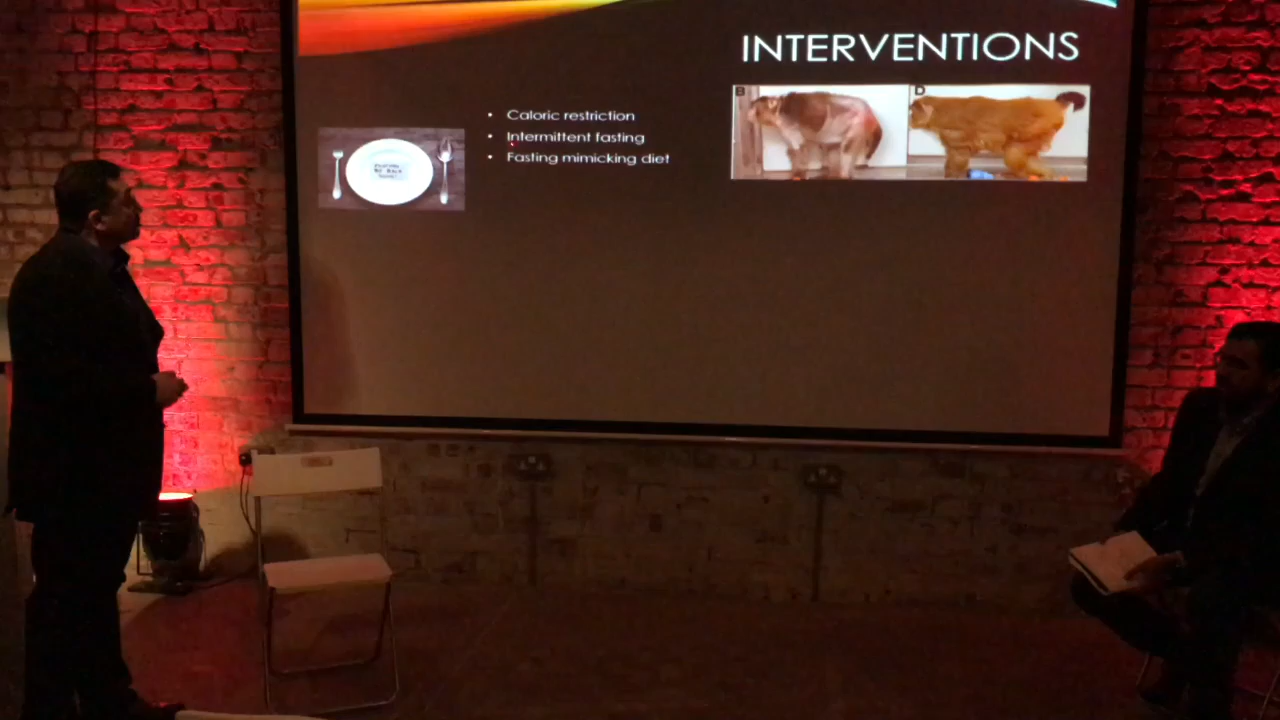 INTERVENTIONS
B
D
• Caloric restriction
• Intermittent fasting
• Fasting mimicking diet